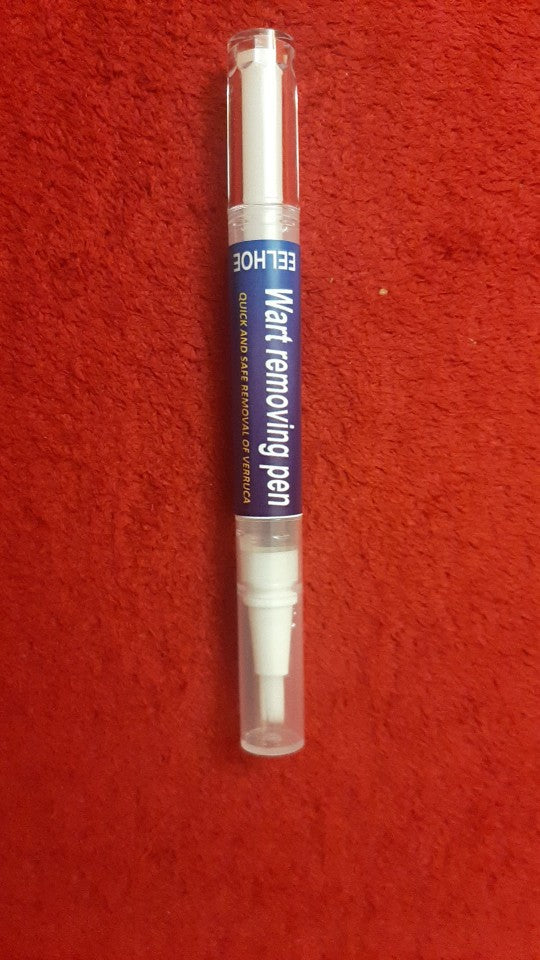 EELHOE
Wart removing pen
QUICK AND SAFE REMOVAL OF VERRUCA